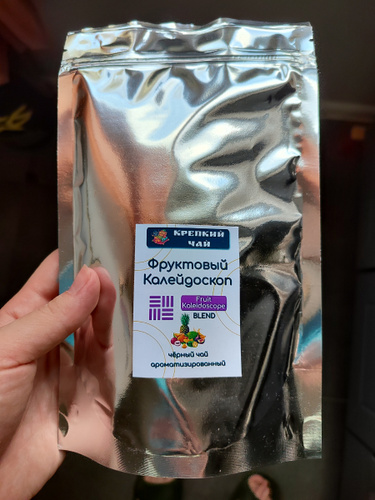 КРЕПКИЙ
ЧАЙ
Фруктовый
Калейдоскоп
Fruit
Kaleidoscope
BLEND
чёрный чай
ароматизированный